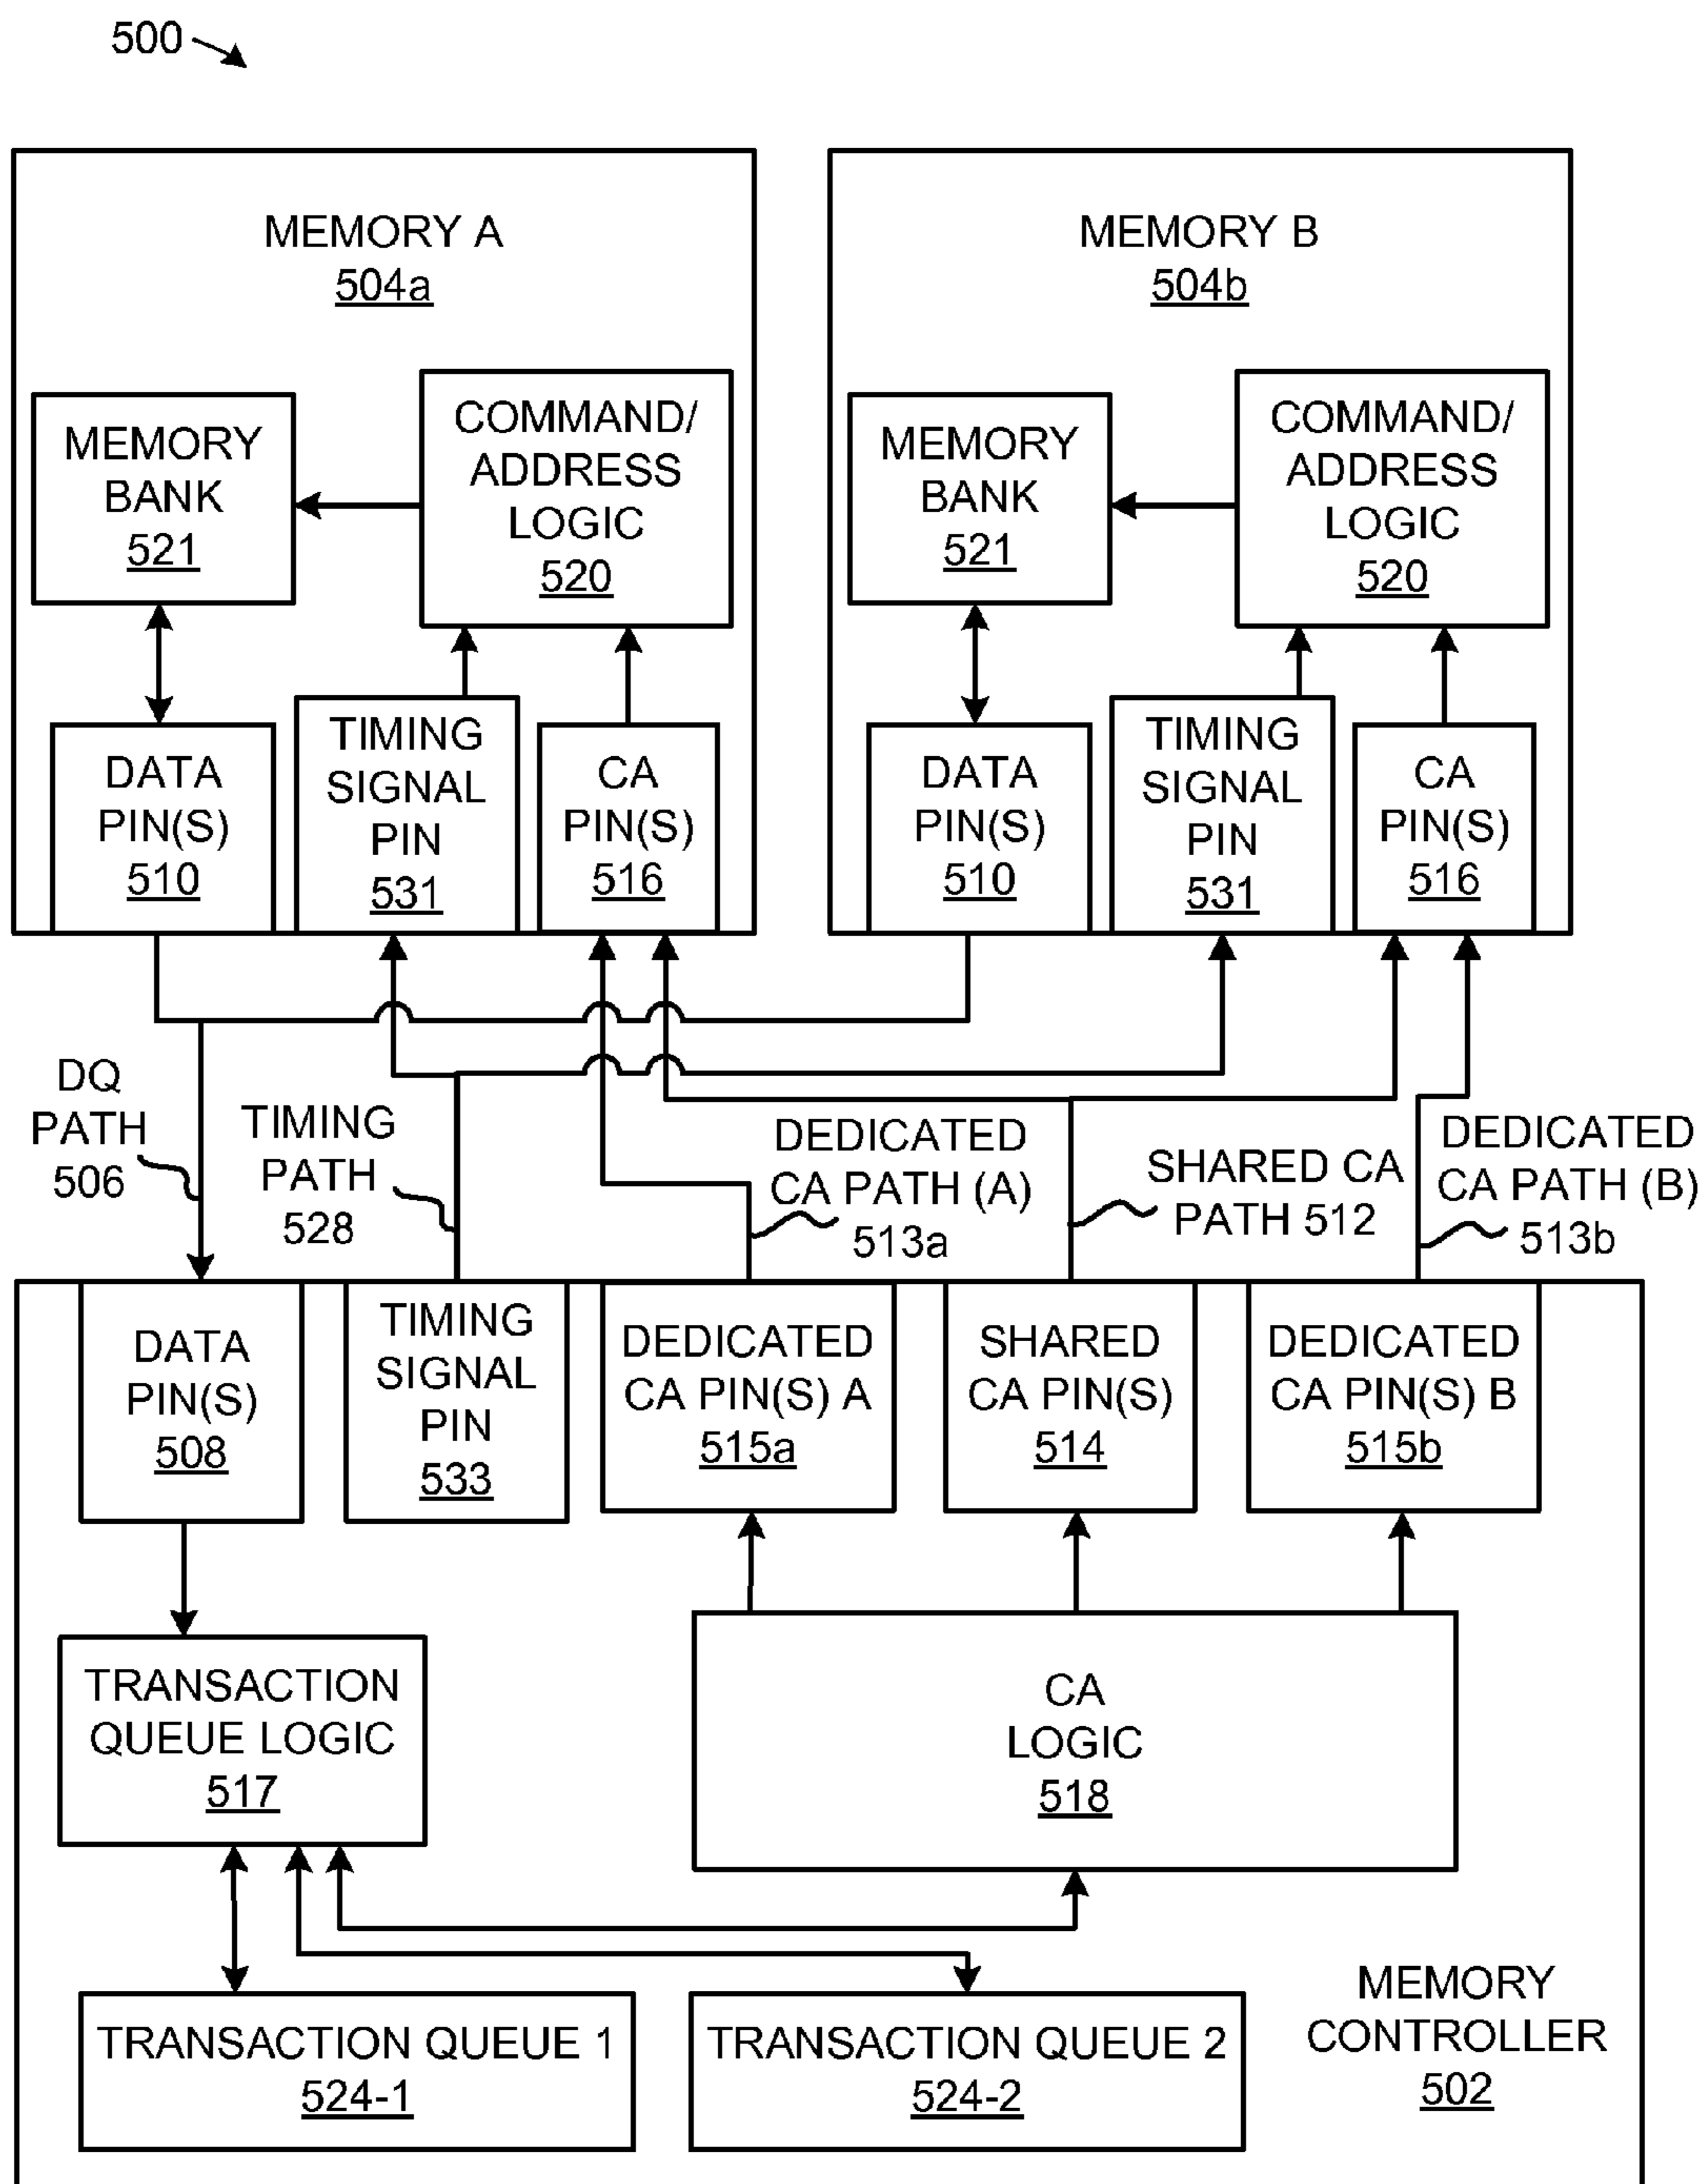 500
MEMORY A
504a
MEMORY
BANK
521
COMMAND/
ADDRESS
LOGIC
520
DATA
PIN(S)
510
TIMING
SIGNAL
PIN
531
CA
PIN(S)
516
MEMORY B
504b
MEMORY
BANK
521
COMMAND/
ADDRESS
LOGIC
520
DATA
PIN(S)
510
TIMING
SIGNAL
PIN
531
CA
PIN(S)
516
DQ
PATH
506
TIMING
PATH
528
DEDICATED
CA PATH (A)
513a
SHARED CA
PATH 512
DEDICATED
CA PATH (B)
513b
DATA
PIN(S)
508
TIMING
SIGNAL
PIN
533
DEDICATED
CA PIN(S) A
515a
SHARED
CA PIN(S)
514
DEDICATED
CA PIN(S) B
515b
TRANSACTION
QUEUE LOGIC
517
CA
LOGIC
518
TRANSACTION QUEUE 1
524-1
TRANSACTION QUEUE 2
524-2
MEMORY
CONTROLLER
502